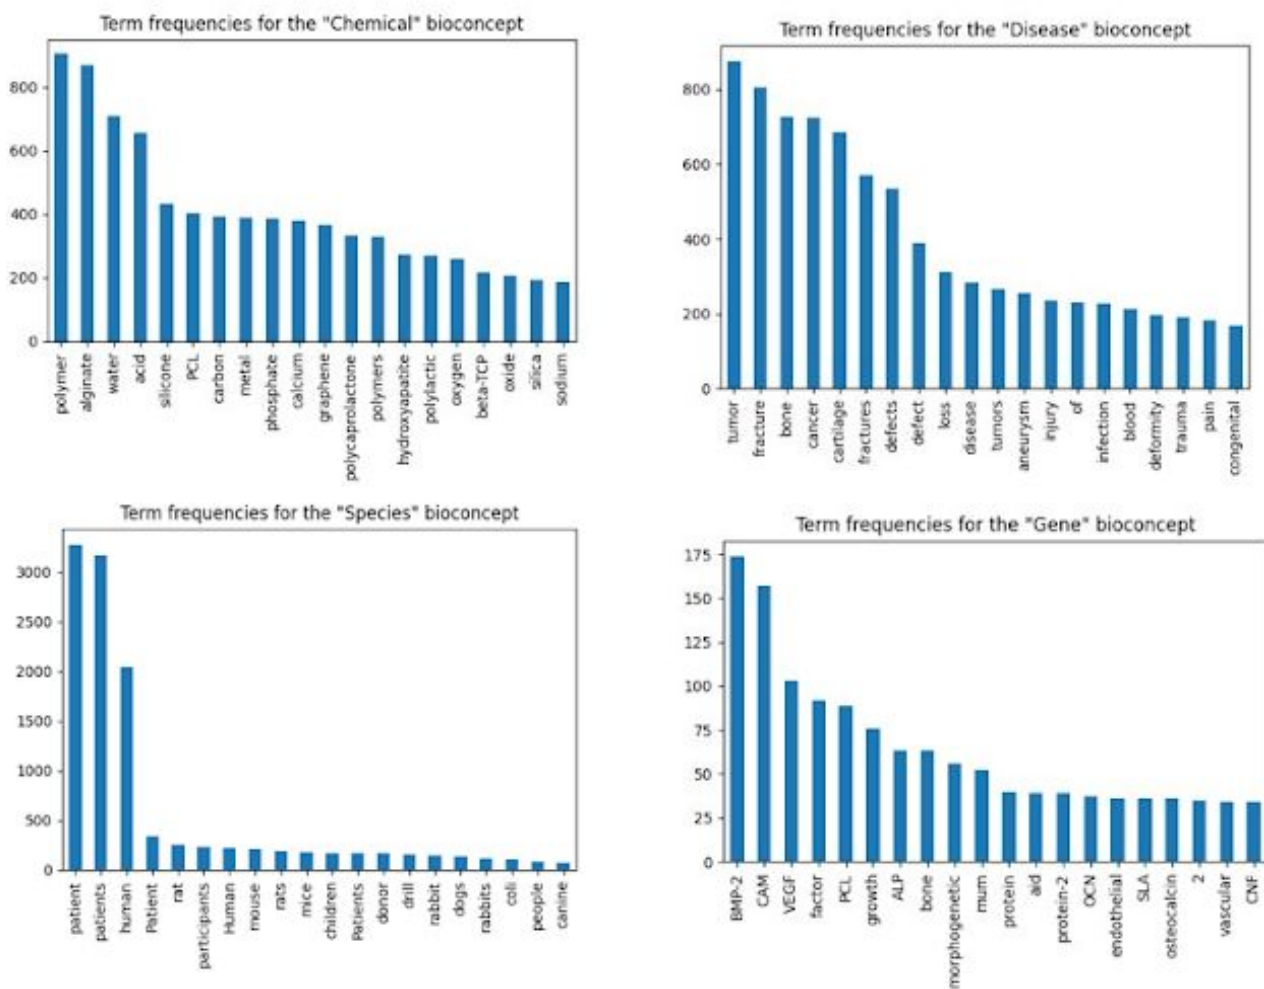 Term frequencies for the "Chemical" bioconcept
800
600
400
200
0
polymer
alginate
water
acid
silicone
PCL
carbon
metal
phosphate
calcium
graphene
polycaprolactone
polymers
hydroxyapatite
polylactic
oxygen
beta-TCP
oxide
silica
sodium
Term frequencies for the "Disease" bioconcept
800
600
400
200
0
tumor
fracture
bone
cancer
cartilage
fractures
defects
defect
loss
disease
tumors
aneurysm
injury
of
infection
blood
deformity
trauma
pain
congenital
Term frequencies for the "Species" bioconcept
3000
2500
2000
1500
1000
500
0
patient
patients
human
Patient
rat
participants
Human
mouse
rats
mice
children
Patients
donor
drill
rabbit
dogs
rabbits
coli
people
canine
Term frequencies for the "Gene" bioconcept
175
150
125
100
75
50
25
0
BMP-2
CAM
VEGF
factor
PCL
growth
ALP
bone
morphogenetic
mum
protein
aid
protein-2
OCN
endothelial
SLA
osteocalcin
2
vascular
CNF